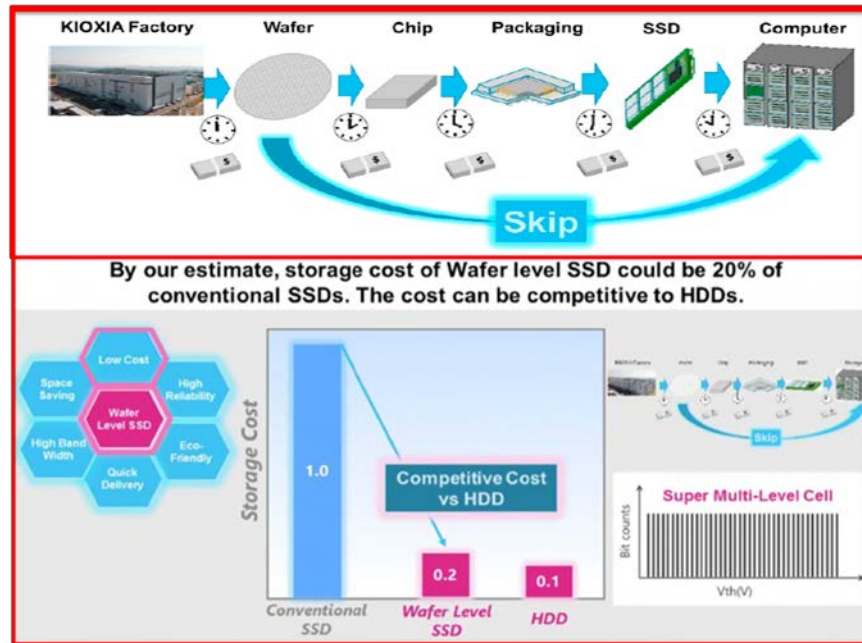 KIOXIA Factory
Wafer
Chip
Packaging
SSD
Computer
$
$
$
$
$
Skip
By our estimate, storage cost of Wafer level SSD could be 20% of
conventional SSDs. The cost can be competitive to HDDs.
Low Cost
Space
Saving
High
Reliability
Wafer
Level SSD
High Band
Width
Eco-
Friendly
Quick
Delivery
Storage Cost
1.0
Competitive Cost
vs HDD
0.2
0.1
Conventional
SSD
Wafer Level
SSD
HDD
KIOXIA Factory
Skip
Super Multi-Level Cell
Bit counts
Vth(V)